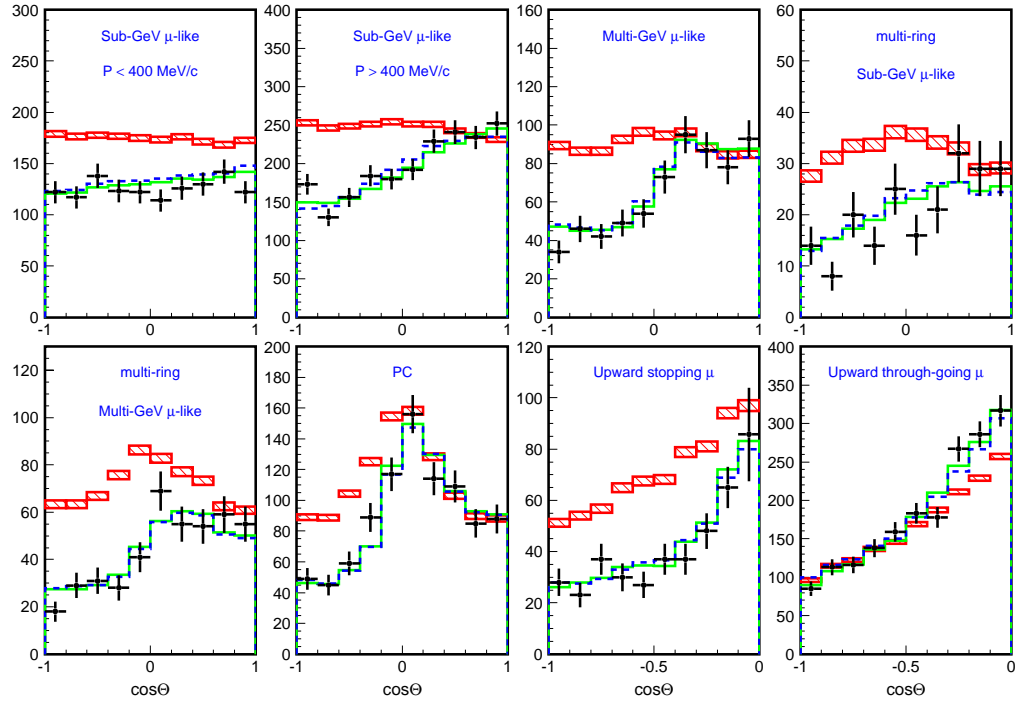 Sub-GeV μ-like
P < 400 MeV/c
300
250
200
150
100
50
0
-1 0 1
Sub-GeV μ-like
P > 400 MeV/c
400
350
300
250
200
150
100
50
0
-1 0 1
Multi-GeV μ-like
160
140
120
100
80
60
40
20
0
-1 0 1
multi-ring
Sub-GeV μ-like
60
50
40
30
20
10
0
-1 0 1
multi-ring
Multi-GeV μ-like
120
100
80
60
40
20
0
-1 0 1
cosΘ
PC
200
180
160
140
120
100
80
60
40
20
0
-1 0 1
cosΘ
Upward stopping μ
120
100
80
60
40
20
0
-1 -0.5 0
cosΘ
Upward through-going μ
400
350
300
250
200
150
100
50
0
-1 -0.5 0
cosΘ